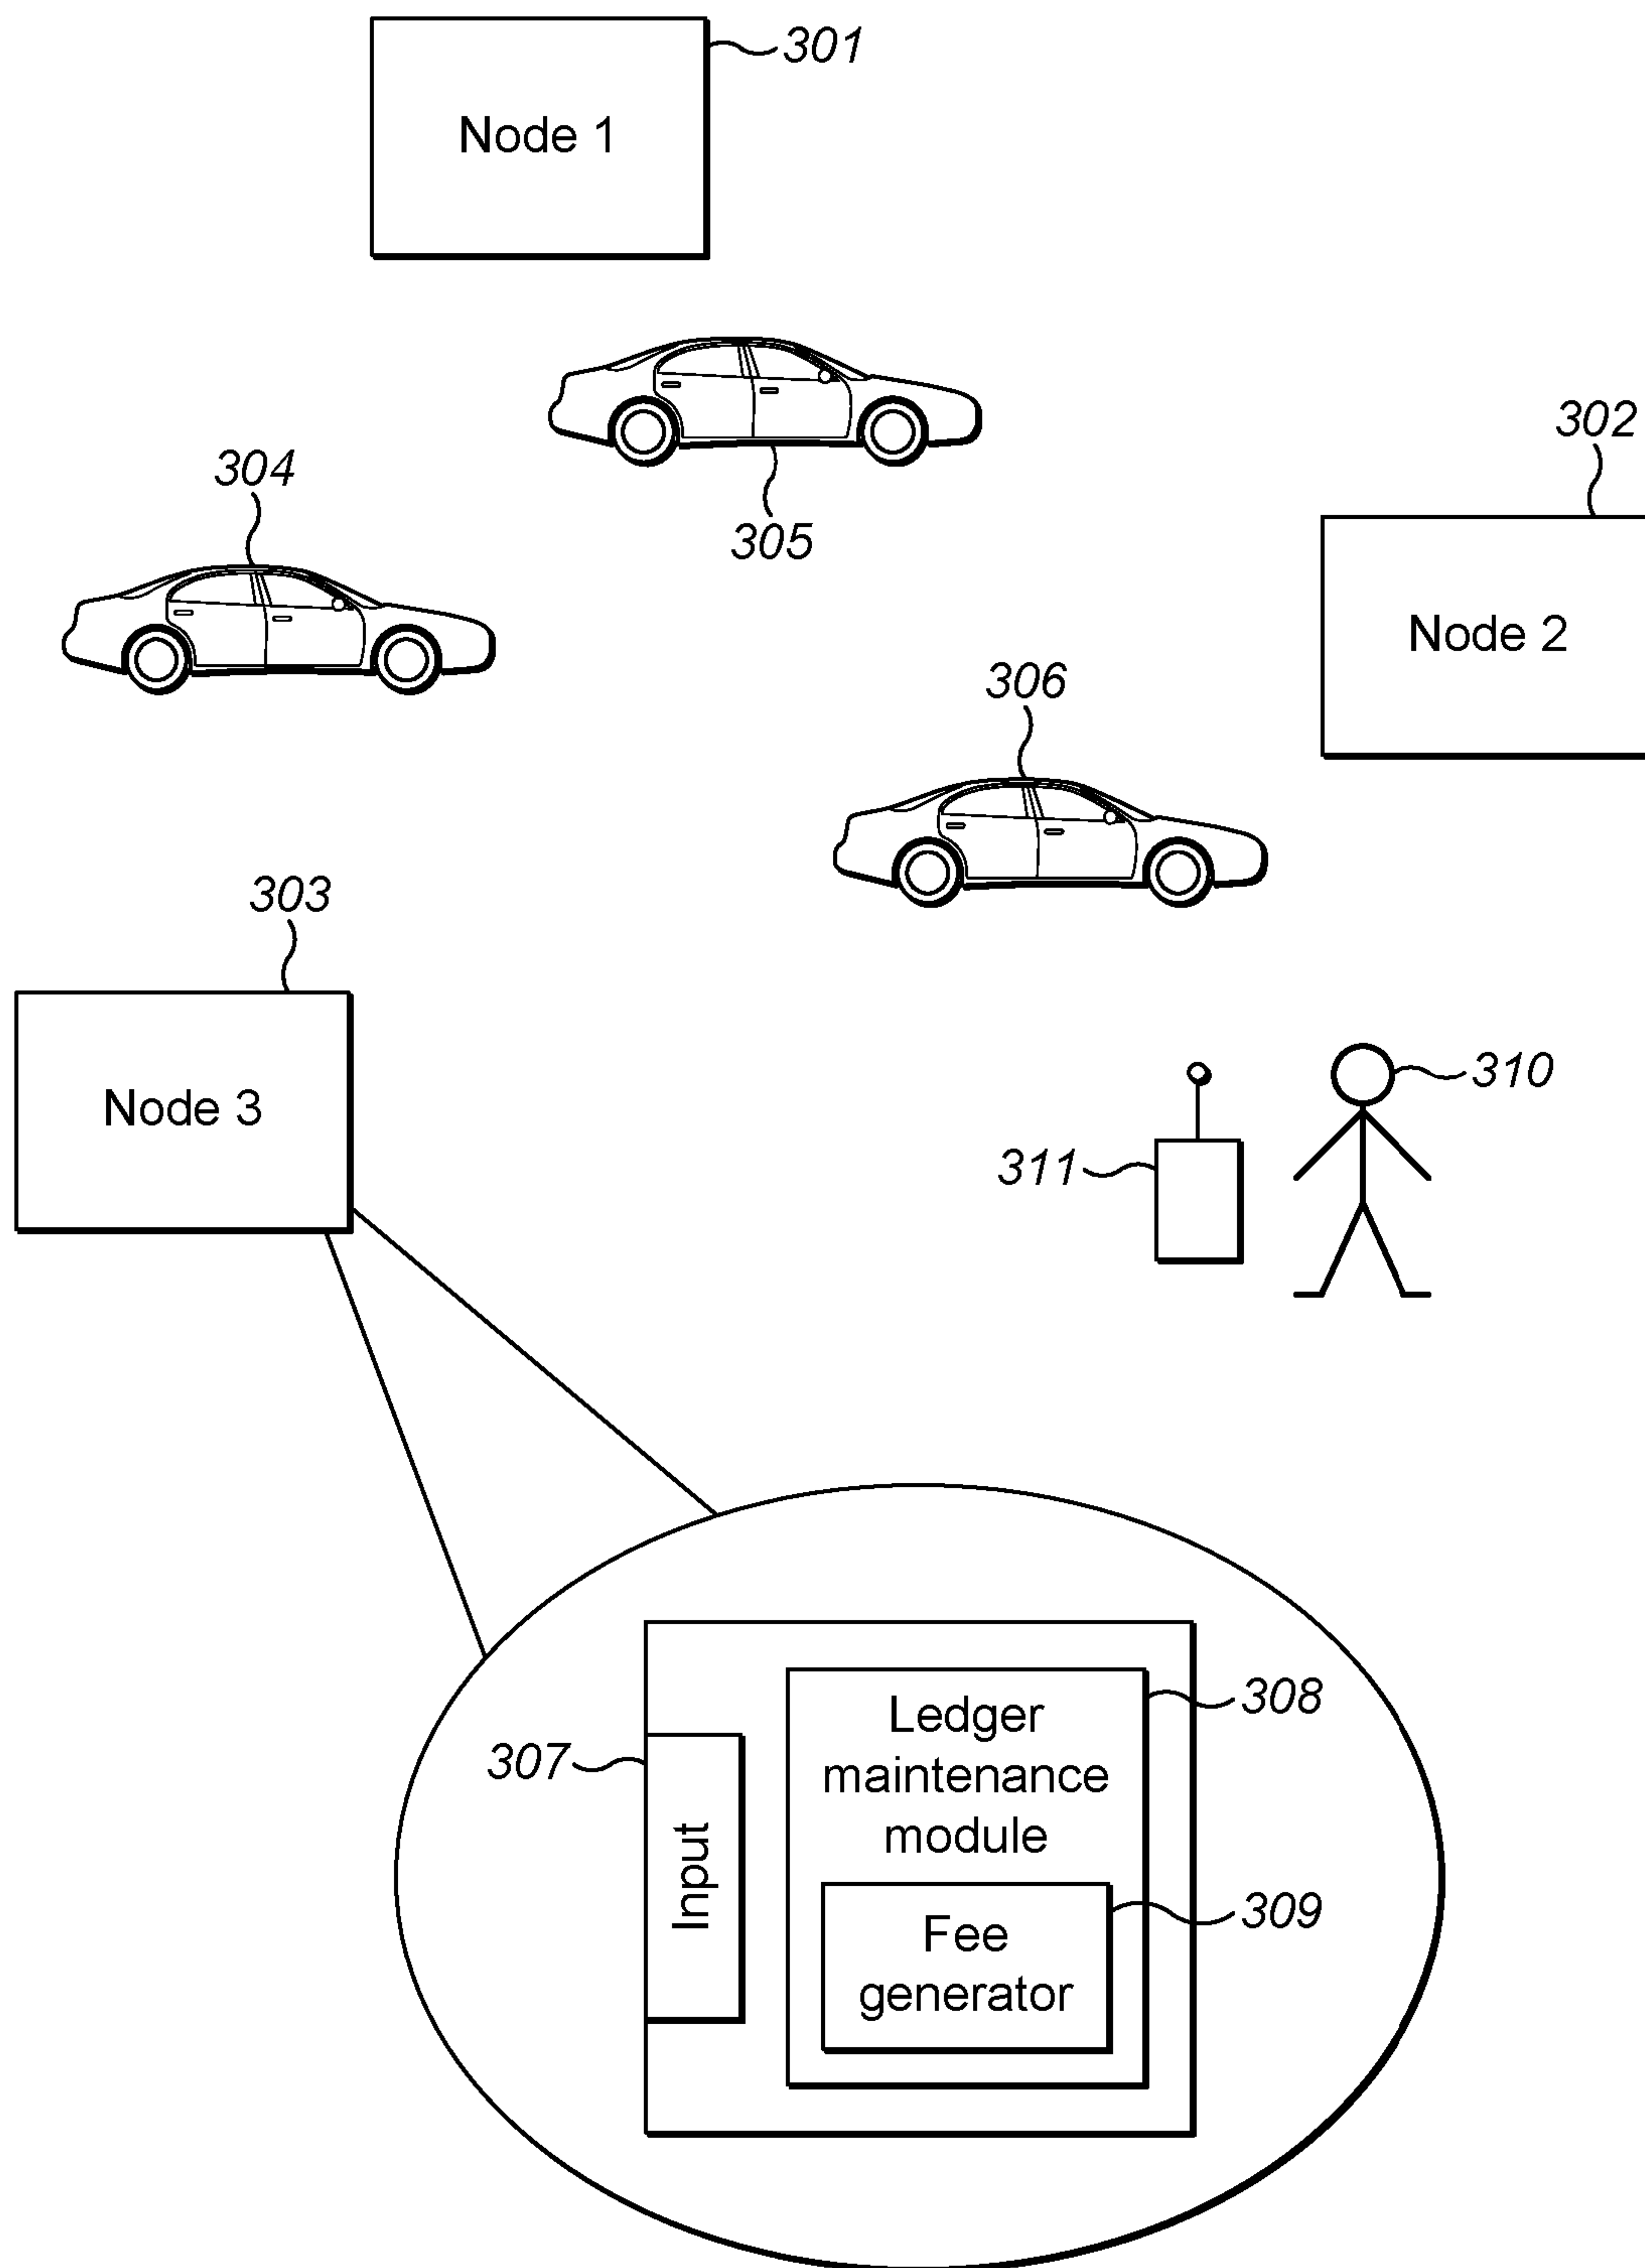 301
Node 1
302
304
305
Node 2
306
303
Node 3
310
311
308
Ledger
maintenance
module
307
Input
309
Fee
generator